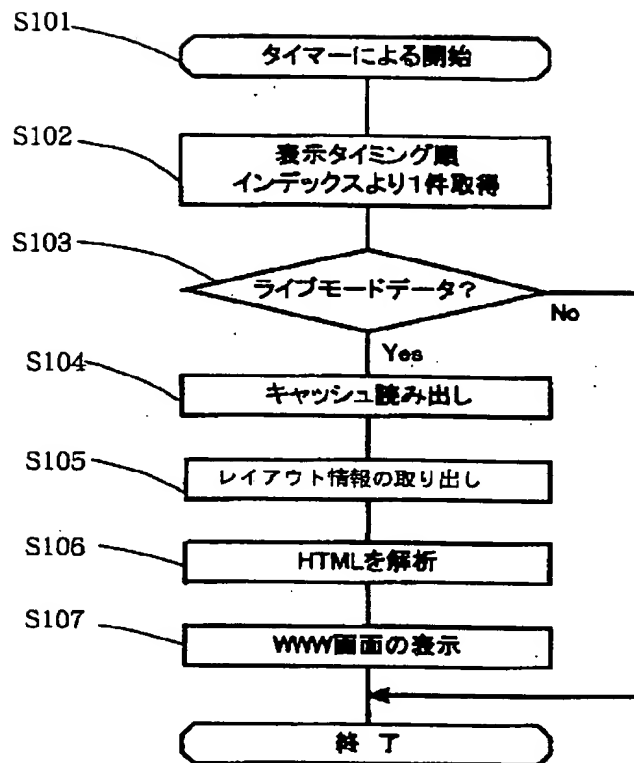 S101
タイマーによる開始
S102
表示タイミング順
インデックスより1件取得
S103
ライブモードデータ?
No
Yes
S104
キャッシュ読み出し
S105
レイアウト情報の取り出し
S106
HTMLを解析
S107
WWW画面の表示
終了